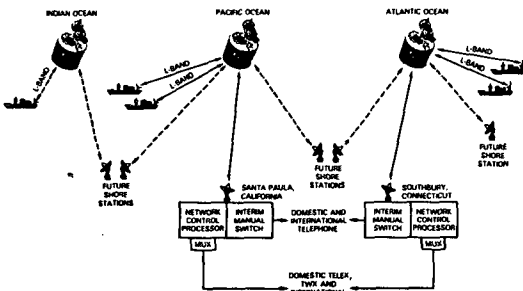 INDIAN OCEAN
PACIFIC OCEAN
ATLANTIC OCEAN
L-BAND
L-BAND
L-BAND
L-BAND
L-BAND
FUTURE
SHORE
STATIONS
FUTURE
SHORE
STATIONS
FUTURE
SHORE
STATION
SANTA PAULA,
CALIFORNIA
SOUTHBURY,
CONNECTICUT
NETWORK
CONTROL
PROCESSOR
INTERIM
MANUAL
SWITCH
DOMESTIC AND
INTERNATIONAL
TELEPHONE
INTERIM
MANUAL
SWITCH
NETWORK
CONTROL
PROCESSOR
MUX
MUX
DOMESTIC TELEX,
TWX AND